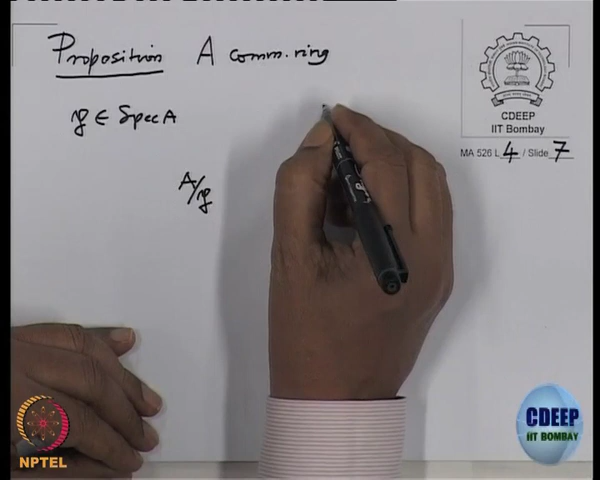 Proposition A comm. ring
𝔭 ∈ Spec A
A/𝔭
CDEEP
IIT Bombay
MA 526 L 4 / Slide 7
NPTEL
CDEEP
IIT BOMBAY